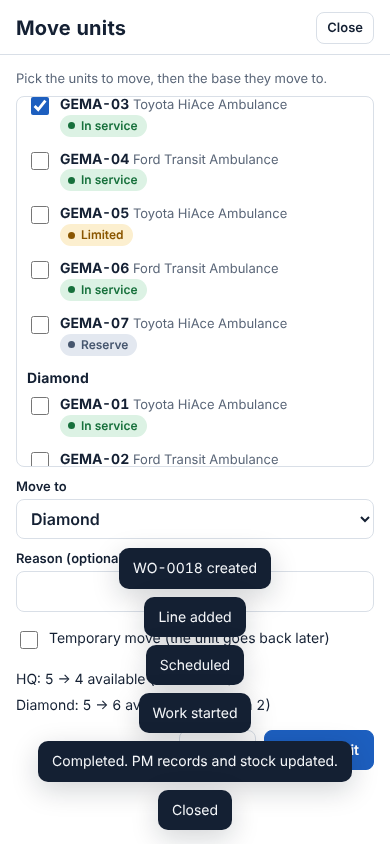 Move units
Close
Pick the units to move, then the base they move to.
GEMA-03 Toyota HiAce Ambulance
In service
GEMA-04 Ford Transit Ambulance
In service
GEMA-05 Toyota HiAce Ambulance
Limited
GEMA-06 Ford Transit Ambulance
In service
GEMA-07 Toyota HiAce Ambulance
Reserve
Diamond
GEMA-01 Toyota HiAce Ambulance
In service
GEMA-02 Ford Transit Ambulance
Move to
Diamond
Reason (optiona
WO-0018 created
Line added
Temporary move (the unit goes back later)
Scheduled
HQ: 5 → 4 available
Diamond: 5 → 6 av
2)
Work started
Completed. PM records and stock updated.
Closed